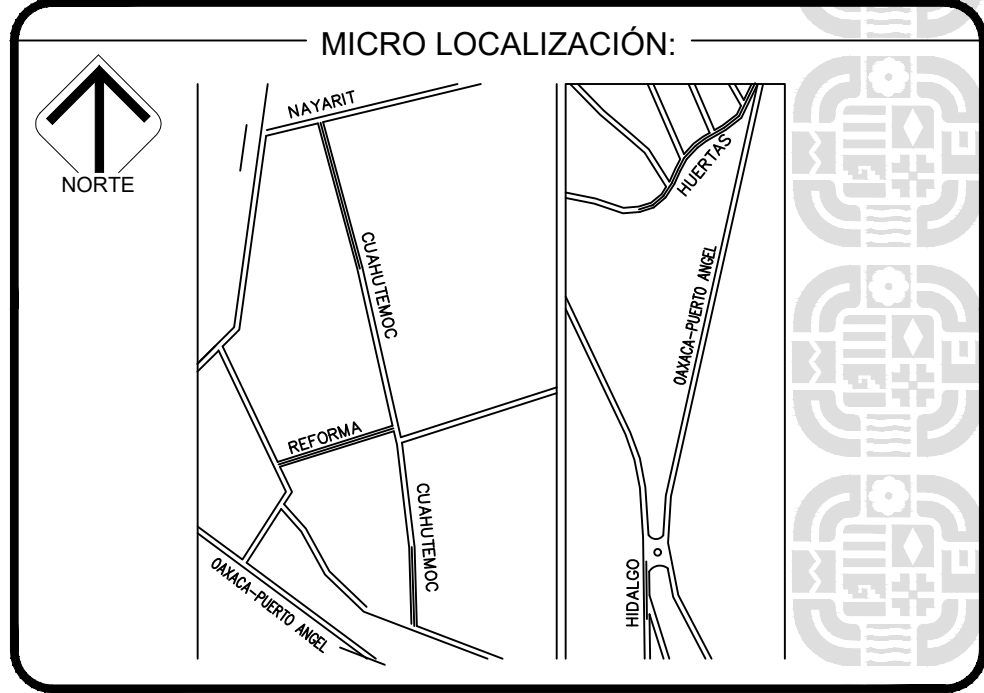 MICRO LOCALIZACIÓN:
NORTE
NAYARIT
CUAHUTEMOC
REFORMA
CUAHUTEMOC
OAXACA-PUERTO ANGEL
HUERTAS
OAXACA-PUERTO ANGEL
HIDALGO